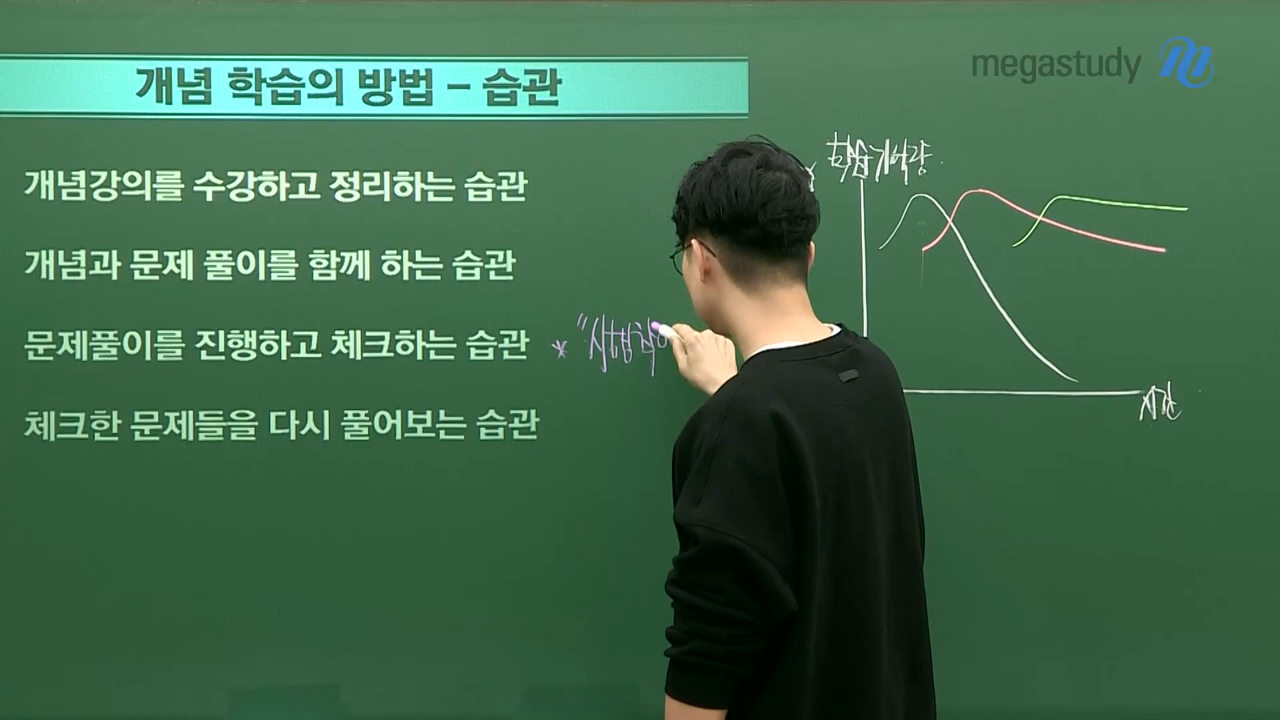 megastudy
개념 학습의 방법 – 습관
개념강의를 수강하고 정리하는 습관
개념과 문제 풀이를 함께 하는 습관
문제풀이를 진행하고 체크하는 습관
체크한 문제들을 다시 풀어보는 습관
* "시험
학습기억량
시간